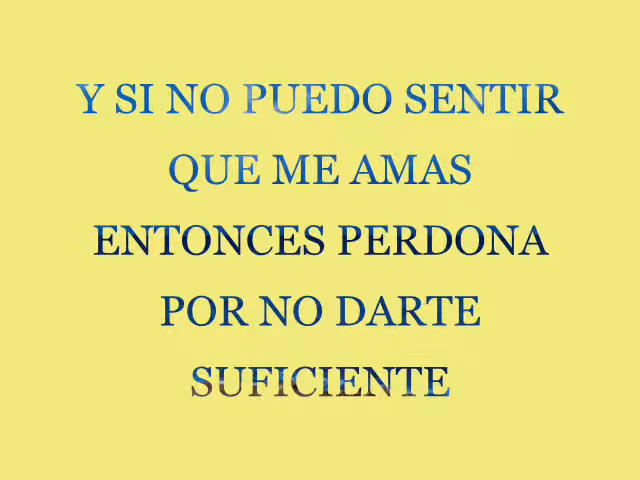 Y SI NO PUEDO SENTIR
QUE ME AMAS
ENTONCES PERDONA
POR NO DARTE
SUFICIENTE